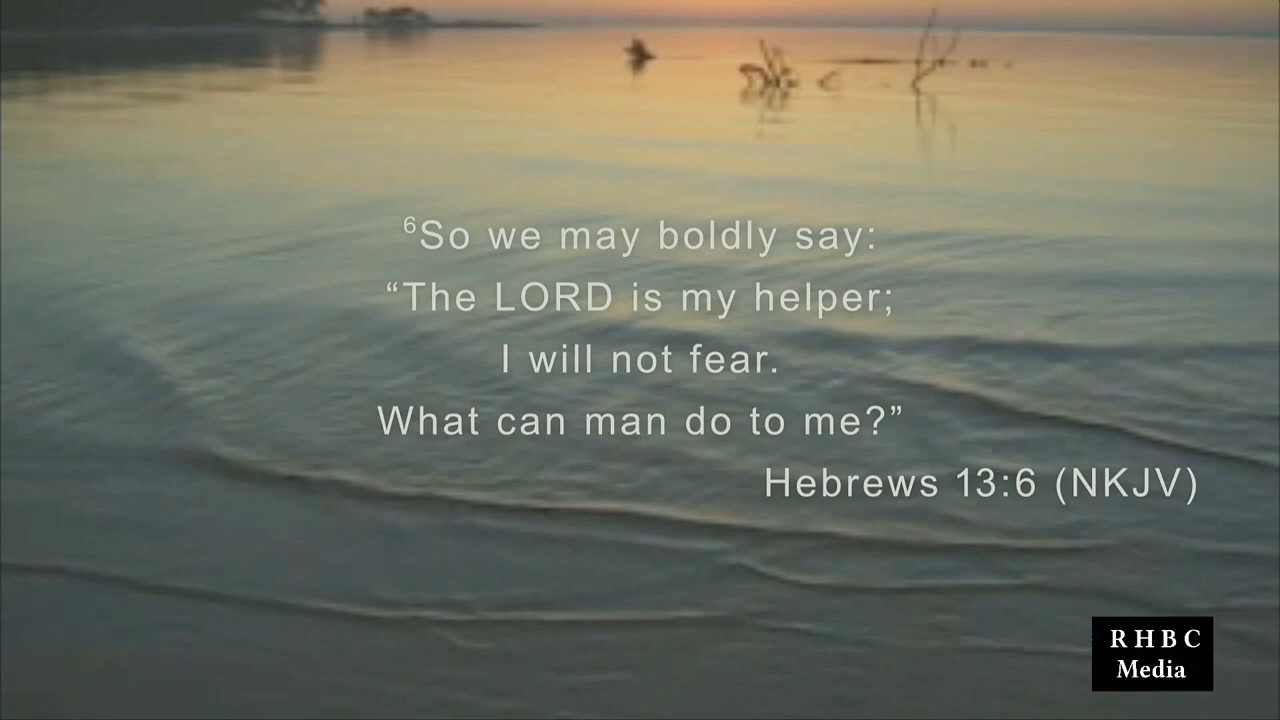 ⁶So we may boldly say:
“The LORD is my helper;
I will not fear.
What can man do to me?”
Hebrews 13:6 (NKJV)
RHBC
Media